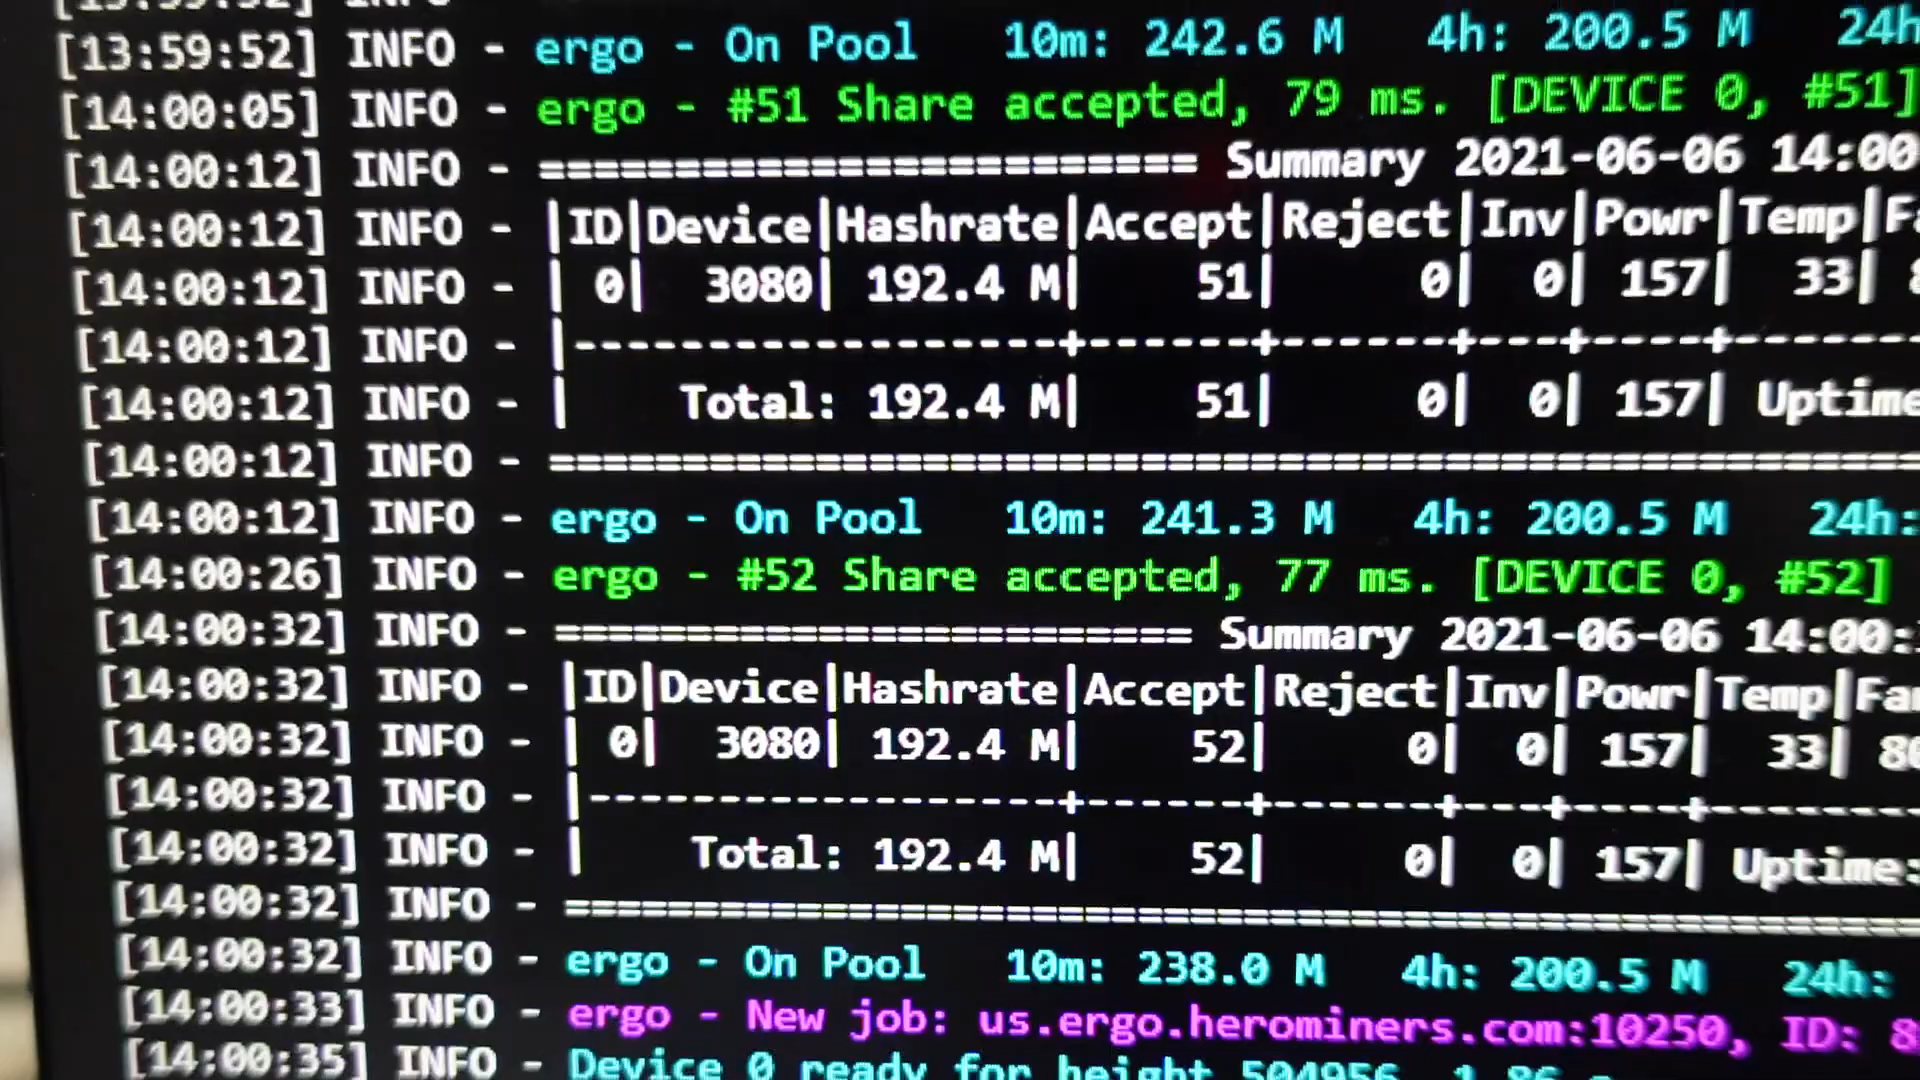 [13:59:52] INFO - ergo - On Pool 10m: 242.6 M 4h: 200.5 M 24h
[14:00:05] INFO - ergo - #51 Share accepted, 79 ms. [DEVICE 0, #51]
[14:00:12] INFO - ========================= Summary 2021-06-06 14:00
[14:00:12] INFO - |ID|Device|Hashrate|Accept|Reject|Inv|Powr|Temp|Fa
[14:00:12] INFO - | 0| 3080| 192.4 M| 51| 0| 0| 157| 33|
[14:00:12] INFO - |-------------------+------+-------+---+----+-------
[14:00:12] INFO - | Total: 192.4 M| 51| 0| 0| 157| Uptime
[14:00:12] INFO - ====================================================
[14:00:12] INFO - ergo - On Pool 10m: 241.3 M 4h: 200.5 M 24h:
[14:00:26] INFO - ergo - #52 Share accepted, 77 ms. [DEVICE 0, #52]
[14:00:32] INFO - ========================= Summary 2021-06-06 14:00:
[14:00:32] INFO - |ID|Device|Hashrate|Accept|Reject|Inv|Powr|Temp|Fan
[14:00:32] INFO - | 0| 3080| 192.4 M| 52| 0| 0| 157| 33| 80
[14:00:32] INFO - |-------------------+------+-------+---+----+--------
[14:00:32] INFO - | Total: 192.4 M| 52| 0| 0| 157| Uptime:
[14:00:32] INFO - =====================================================
[14:00:32] INFO - ergo - On Pool 10m: 238.0 M 4h: 200.5 M 24h:
[14:00:33] INFO - ergo - New job: us.ergo.herominers.com:10250, ID: 8
[14:00:35] INFO - Device 0 ready for height 504956, 1.86